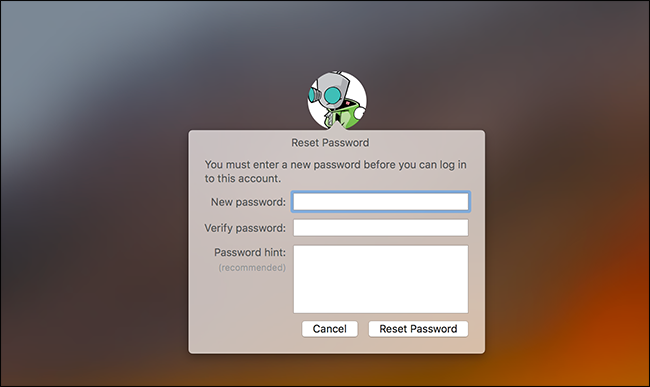 Reset Password
You must enter a new password before you can log in
to this account.
New password:
Verify password:
Password hint:
(recommended)
Cancel Reset Password